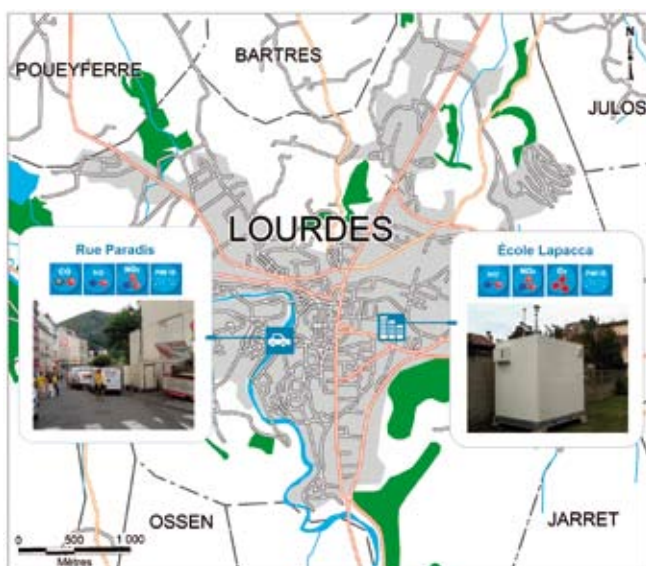 POUEYFERRE
BARTRES
N
JULOS
LOURDES
Rue Paradis
CO
NO
NO₂
PM 10
École Lapacca
NO
NO₂
O₃
PM 10
OSSEN
JARRET
0 500 1 000
Mètres